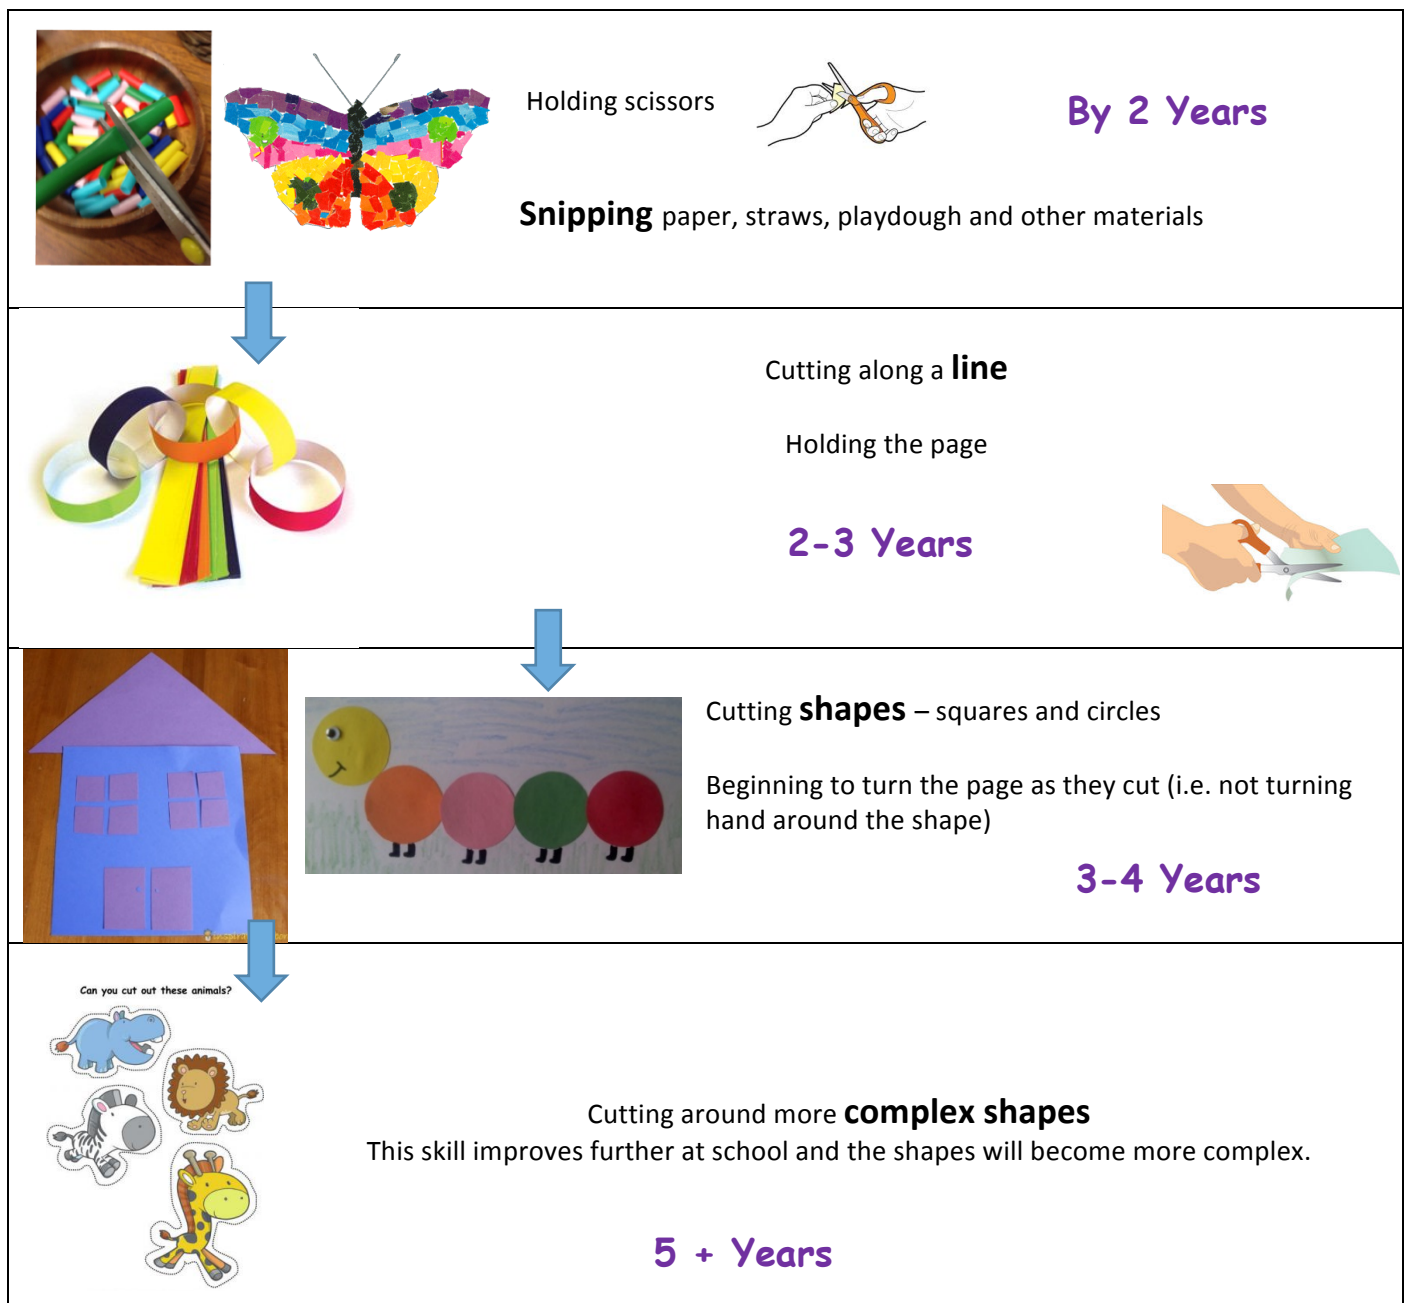 Holding scissors
By 2 Years
Snipping paper, straws, playdough and other materials
Cutting along a line
Holding the page
2-3 Years
Cutting shapes – squares and circles
Beginning to turn the page as they cut (i.e. not turning
hand around the shape)
3-4 Years
Can you cut out these animals?
Cutting around more complex shapes
This skill improves further at school and the shapes will become more complex.
5 + Years